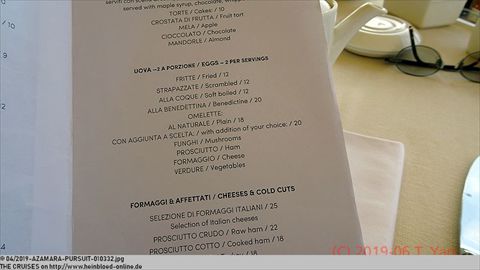 served with maple syrup, chocolate, whipp
TORTE / Cakes: / 10
CROSTATA DI FRUTTA / Fruit tort
MELA / Apple
CIOCCOLATO / Chocolate
MANDORLE / Almond
UOVA –2 A PORZIONE / EGGS – 2 PER SERVINGS
FRITTE / Fried / 12
STRAPAZZATE / Scrambled / 12
ALLA COQUE / Soft boiled / 12
ALLA BENEDETTINA / Benedictine / 20
OMELETTE:
AL NATURALE / Plain / 18
CON AGGIUNTA A SCELTA: / with addition of your choice: / 20
FUNGHI / Mushrooms
PROSCIUTTO / Ham
FORMAGGIO / Cheese
VERDURE / Vegetables
FORMAGGI & AFFETTATI / CHEESES & COLD CUTS
SELEZIONE DI FORMAGGI ITALIANI / 25
Selection of Italian cheeses
PROSCIUTTO CRUDO / Raw ham / 22
PROSCIUTTO COTTO / Cooked ham /
(C) 2019-06 T. Yan
© 04/2019-AZAMARA-PURSUIT-010332.jpg
THE CRUISES on http://www.heinbloed-online.de